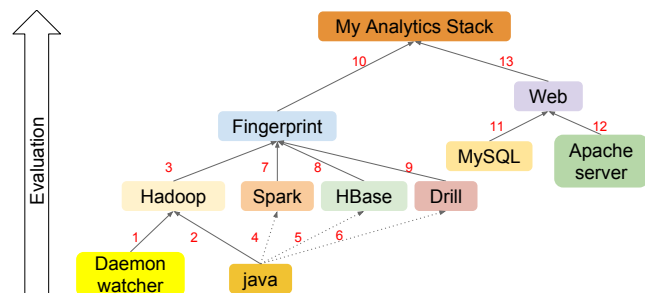 My Analytics Stack
10
13
Web
Fingerprint
11
12
MySQL
Apache
server
3
7
8
9
Hadoop
Spark
HBase
Drill
1
2
4
5
6
Daemon
watcher
java
Evaluation